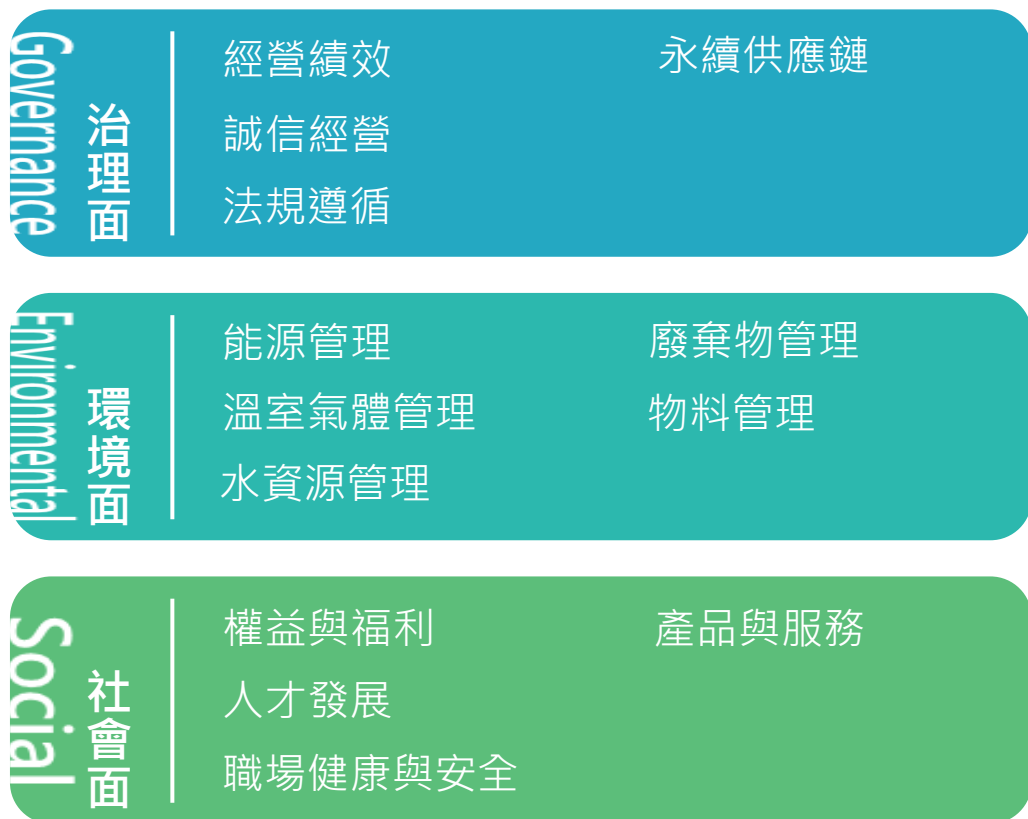 Governance
治理面
經營績效
誠信經營
法規遵循
永續供應鏈
Environmental
環境面
能源管理
溫室氣體管理
水資源管理
廢棄物管理
物料管理
Social
社會面
權益與福利
人才發展
職場健康與安全
產品與服務